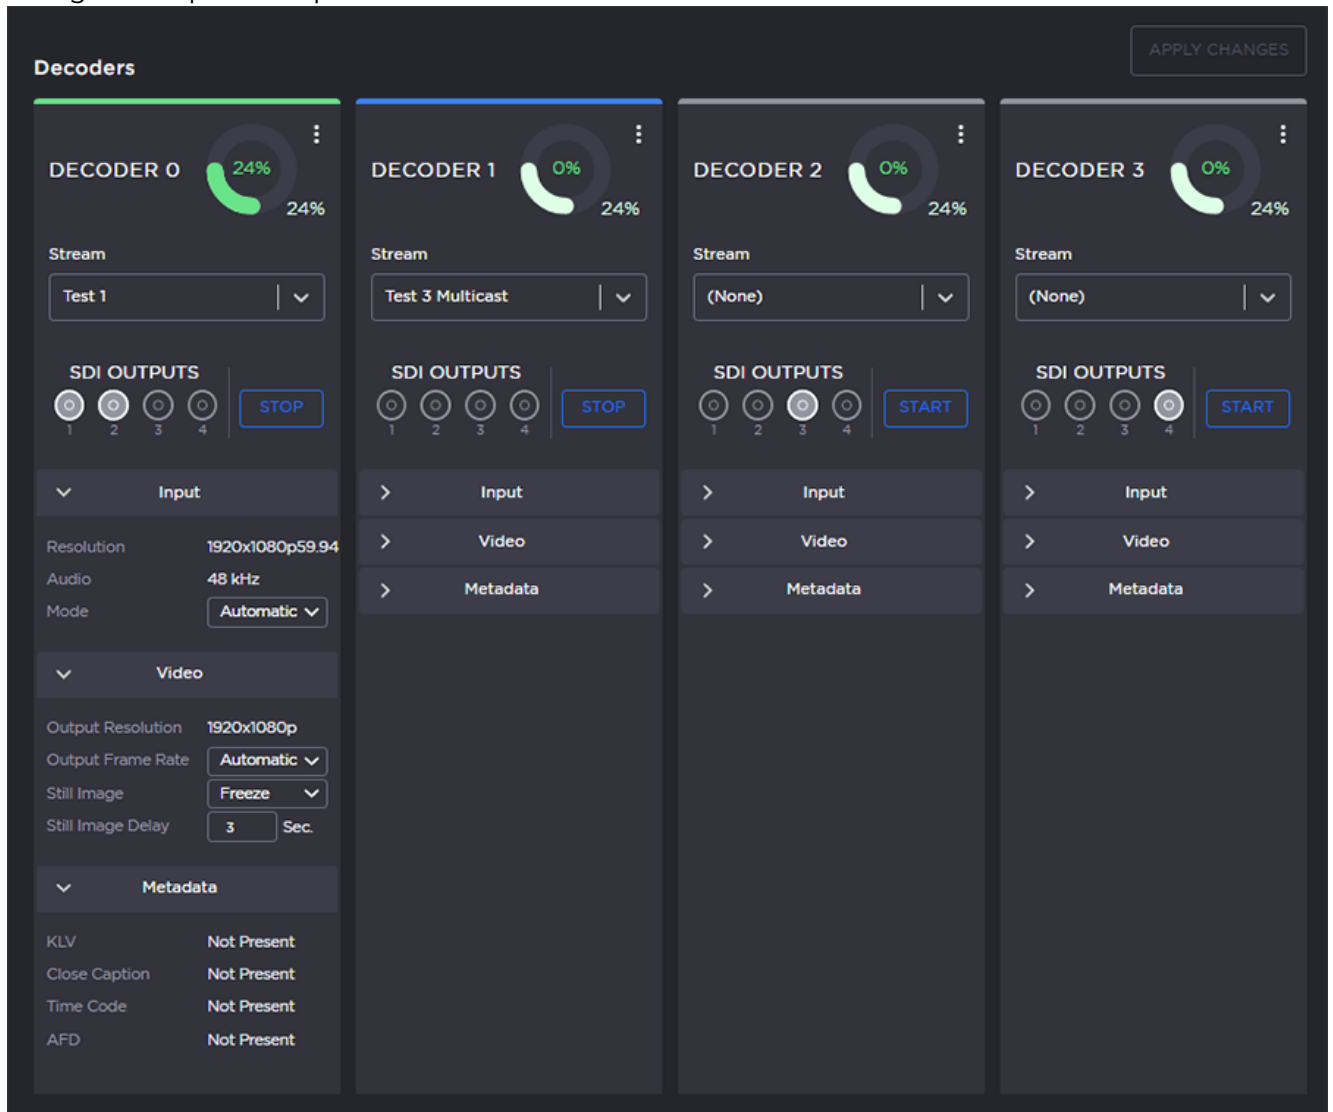 APPLY CHANGES
Decoders
DECODER 0 24% 24%
Stream
Test 1
SDI OUTPUTS
1 2 3 4
STOP
Input
Resolution 1920x1080p59.94
Audio 48 kHz
Mode Automatic
Video
Output Resolution 1920x1080p
Output Frame Rate Automatic
Still Image Freeze
Still Image Delay 3 Sec.
Metadata
KLV Not Present
Close Caption Not Present
Time Code Not Present
AFD Not Present
DECODER 1 0% 24%
Stream
Test 3 Multicast
SDI OUTPUTS
1 2 3 4
STOP
Input
Video
Metadata
DECODER 2 0% 24%
Stream
(None)
SDI OUTPUTS
1 2 3 4
START
Input
Video
Metadata
DECODER 3 0% 24%
Stream
(None)
SDI OUTPUTS
1 2 3 4
START
Input
Video
Metadata